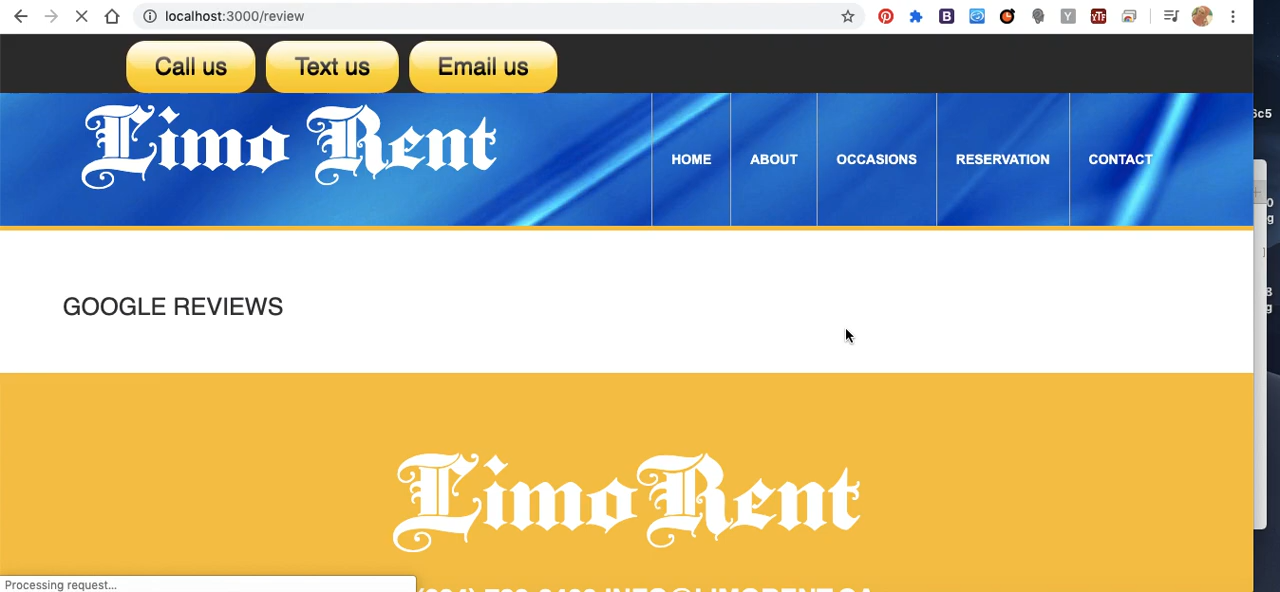 localhost:3000/review
Call us
Text us
Email us
Limo Rent
HOME
ABOUT
OCCASIONS
RESERVATION
CONTACT
GOOGLE REVIEWS
Limo Rent
Processing request...